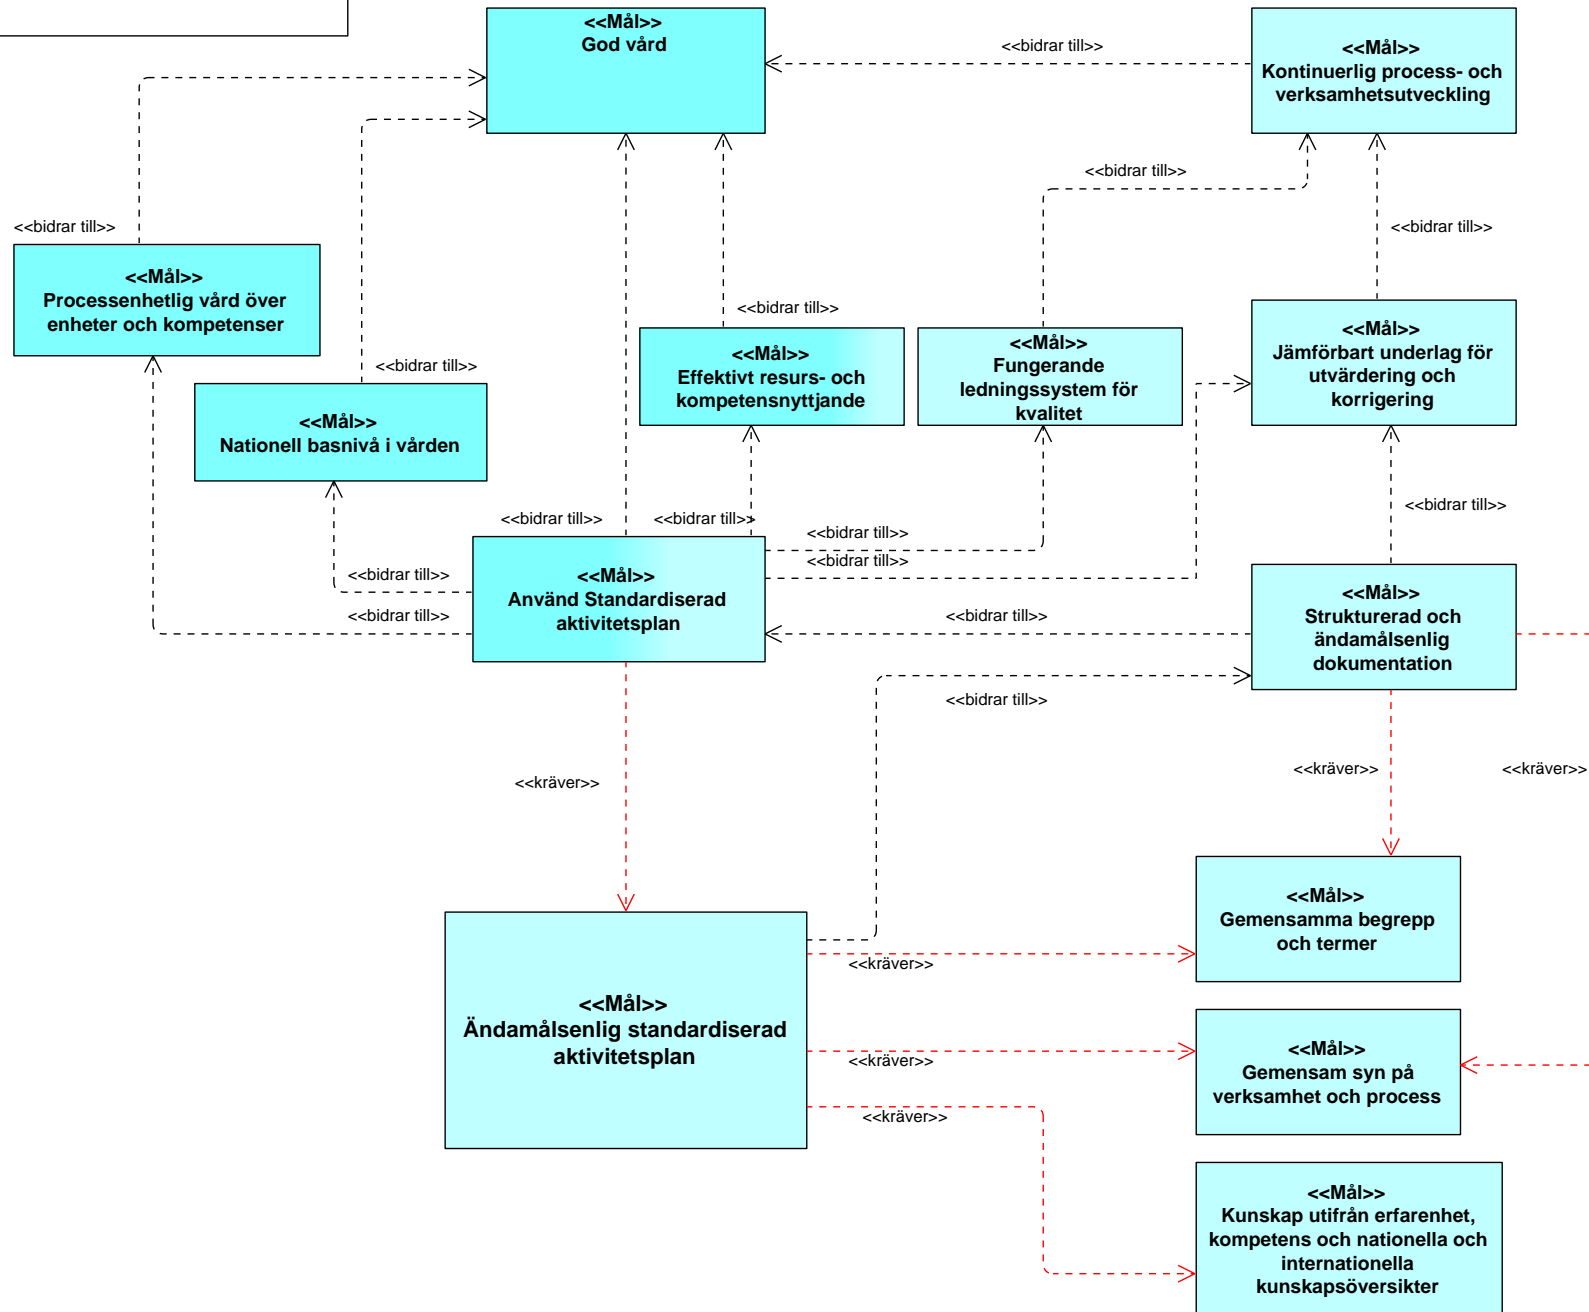 <<Mål>>
God vård
<<bidrar till>>
<<Mål>>
Kontinuerlig process- och
verksamhetsutveckling
<<bidrar till>>
<<bidrar till>>
<<bidrar till>>
<<Mål>>
Processenhetlig vård över
enheter och kompetenser
<<bidrar till>>
<<Mål>>
Effektivt resurs- och
kompetensnyttjande
<<Mål>>
Fungerande
ledningssystem för
kvalitet
<<Mål>>
Jämförbart underlag för
utvärdering och
korrigering
<<bidrar till>>
<<Mål>>
Nationell basnivå i vården
<<bidrar till>>
<<bidrar till>>
<<bidrar till>>
<<bidrar till>>
<<bidrar till>>
<<bidrar till>>
<<bidrar till>>
<<Mål>>
Använd Standardiserad
aktivitetsplan
<<bidrar till>>
<<bidrar till>>
<<Mål>>
Strukturerad och
ändamålsenlig
dokumentation
<<bidrar till>>
<<kräver>>
<<kräver>>
<<kräver>>
<<Mål>>
Gemensamma begrepp
och termer
<<kräver>>
<<Mål>>
Ändamålsenlig standardiserad
aktivitetsplan
<<kräver>>
<<Mål>>
Gemensam syn på
verksamhet och process
<<kräver>>
<<Mål>>
Kunskap utifrån erfarenhet,
kompetens och nationella och
internationella
kunskapsöversikter